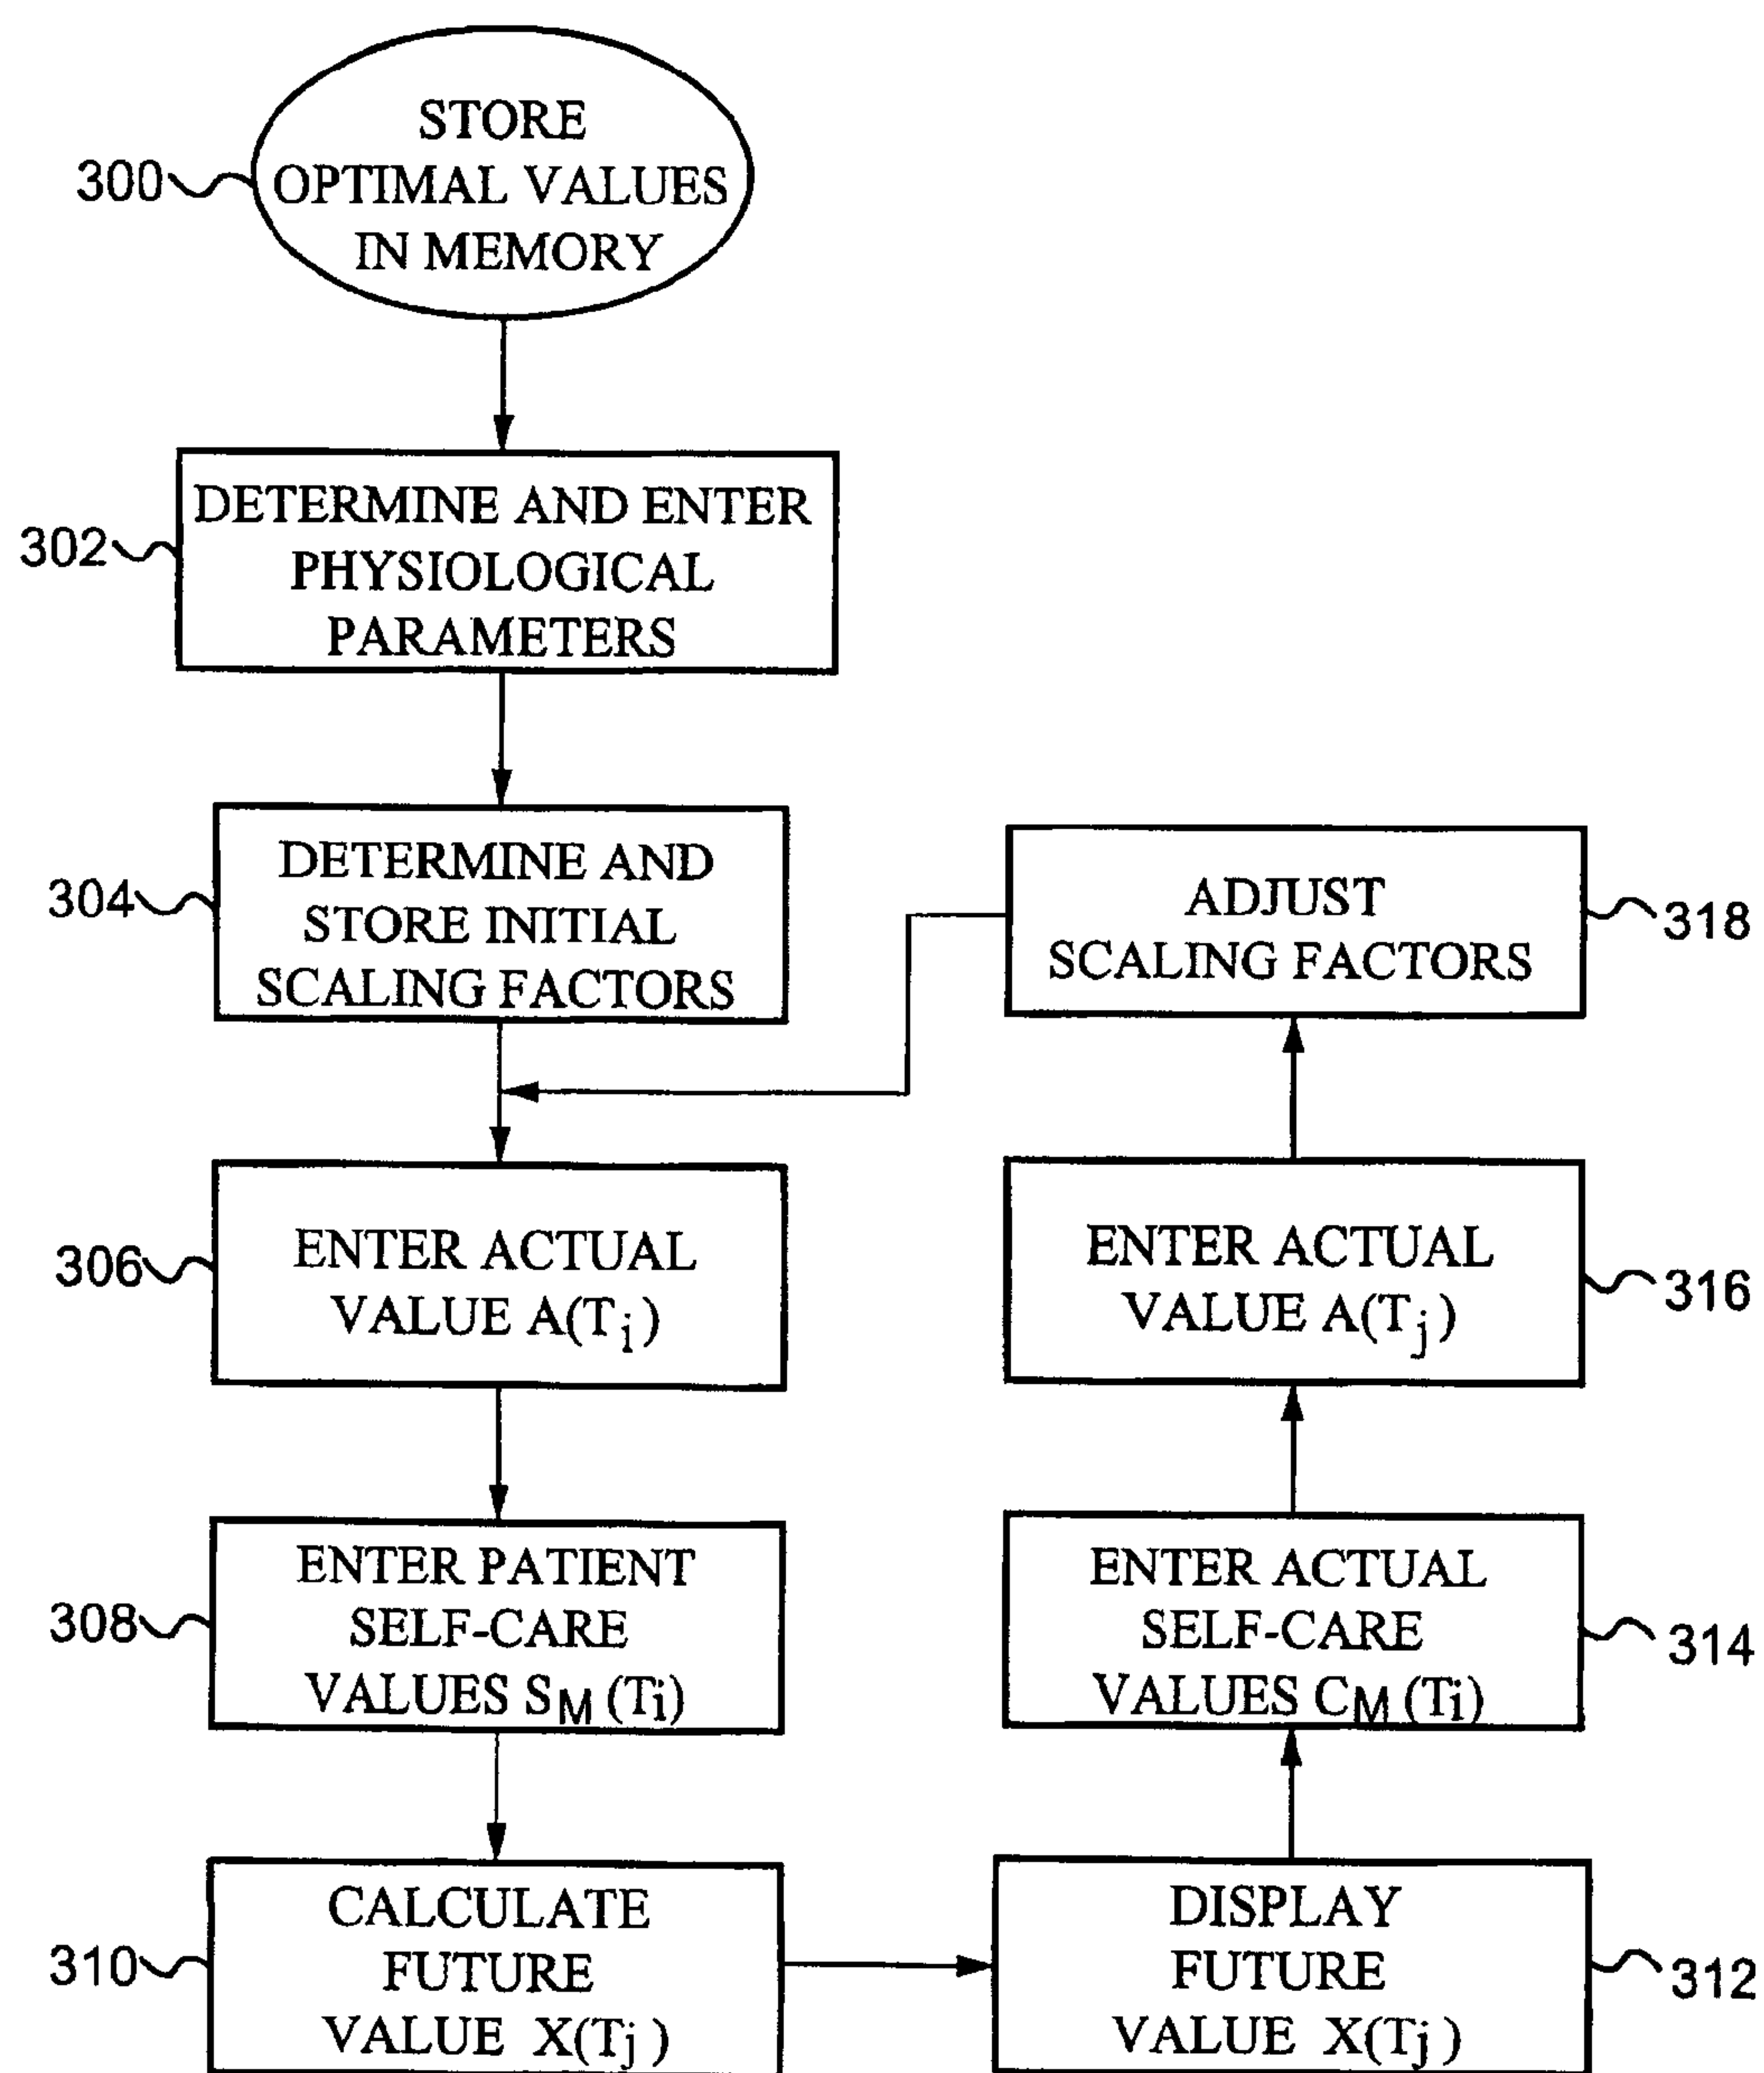 300
STORE
OPTIMAL VALUES
IN MEMORY
302
DETERMINE AND ENTER
PHYSIOLOGICAL
PARAMETERS
304
DETERMINE AND
STORE INITIAL
SCALING FACTORS
306
ENTER ACTUAL
VALUE A(Ti)
308
ENTER PATIENT
SELF-CARE
VALUES SM (Ti)
310
CALCULATE
FUTURE
VALUE X(Tj)
DISPLAY
FUTURE
VALUE X(Tj)
312
ENTER ACTUAL
SELF-CARE
VALUES CM (Ti)
314
ENTER ACTUAL
VALUE A(Tj)
316
ADJUST
SCALING FACTORS
318